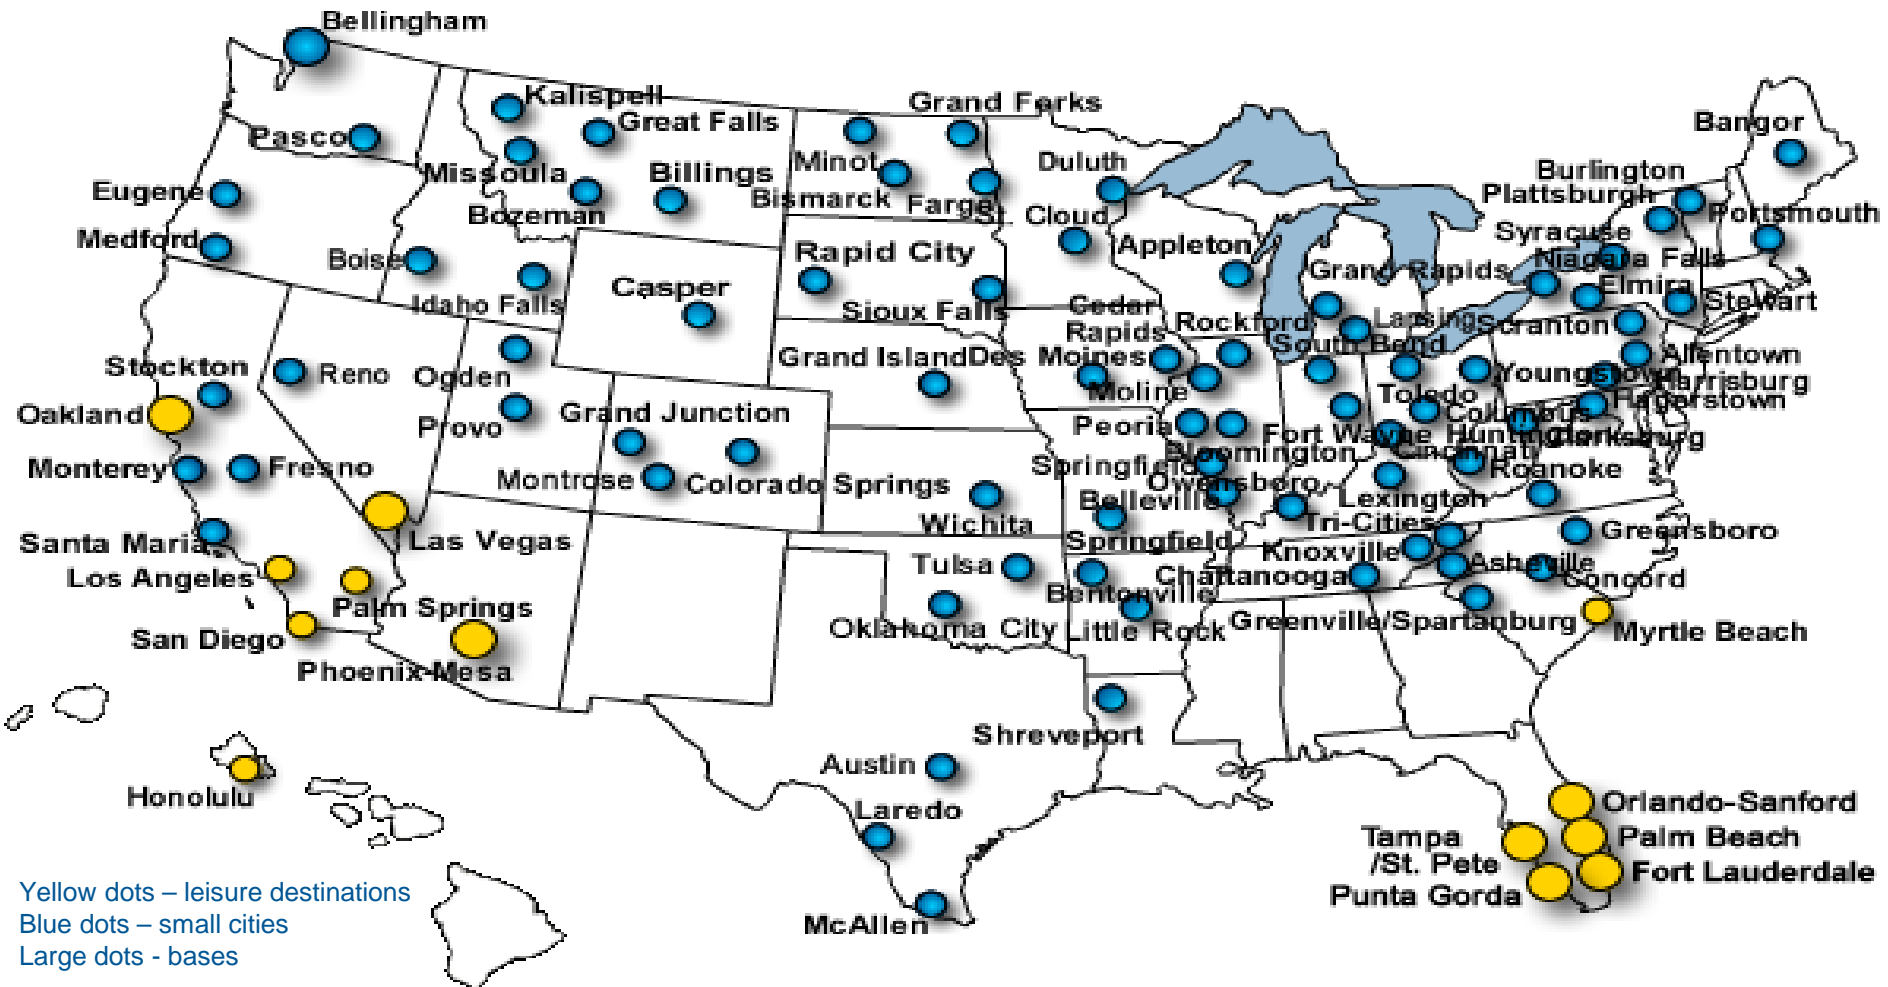 Bellingham
Kalispell
Grand Forks
Great Falls
Bangor
Pasco
Minot
Duluth
Missoula
Billings
Burlington
Eugene
Bismarck
Fargo
Plattsburgh
Bozeman
St. Cloud
Portsmouth
Medford
Syracuse
Boise
Rapid City
Appleton
Niagara Falls
Grand Rapids
Idaho Falls
Casper
Elmira
Sioux Falls
Cedar
Rapids
Stewart
Rockford
Lansing
Scranton
South Bend
Stockton
Reno
Ogden
Grand Island
Des Moines
Allentown
Youngstown
Harrisburg
Moline
Toledo
Hagerstown
Oakland
Provo
Grand Junction
Columbus
Peoria
Fort Wayne
Huntington
Clarksburg
Bloomington
Cincinnati
Monterey
Fresno
Montrose
Colorado Springs
Springfield
Roanoke
Owensboro
Belleville
Lexington
Wichita
Tri-Cities
Santa Maria
Las Vegas
Springfield
Knoxville
Greensboro
Los Angeles
Tulsa
Chattanooga
Asheville
Concord
Palm Springs
Bentonville
San Diego
Oklahoma City
Little Rock
Greenville/Spartanburg
Myrtle Beach
Phoenix-Mesa
Shreveport
Honolulu
Austin
Laredo
Orlando-Sanford
Tampa
/St. Pete
Palm Beach
Fort Lauderdale
Punta Gorda
McAllen
Yellow dots – leisure destinations
Blue dots – small cities
Large dots - bases